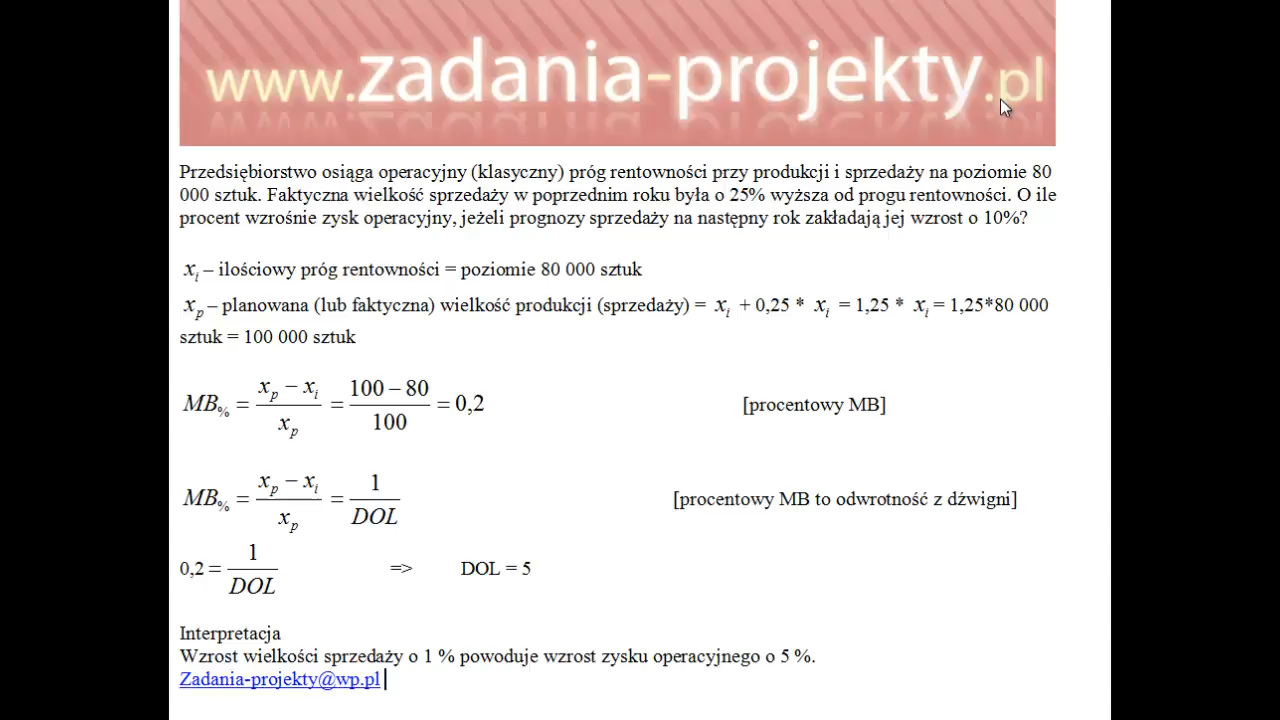 www.zadania-projekty.pl
Przedsiębiorstwo osiąga operacyjny (klasyczny) próg rentowności przy produkcji i sprzedaży na poziomie 80
000 sztuk. Faktyczna wielkość sprzedaży w poprzednim roku była o 25% wyższa od progu rentowności. O ile
procent wzrośnie zysk operacyjny, jeżeli prognozy sprzedaży na następny rok zakładają jej wzrost o 10%?
x_i – ilościowy próg rentowności = poziomie 80 000 sztuk
x_p – planowana (lub faktyczna) wielkość produkcji (sprzedaży) = x_i + 0,25 * x_i = 1,25 * x_i = 1,25*80 000
sztuk = 100 000 sztuk
MB_% = (x_p − x_i)/x_p = (100 − 80)/100 = 0,2 [procentowy MB]
MB_% = (x_p − x_i)/x_p = 1/DOL [procentowy MB to odwrotność z dźwigni]
0,2 = 1/DOL => DOL = 5
Interpretacja
Wzrost wielkości sprzedaży o 1 % powoduje wzrost zysku operacyjnego o 5 %.
Zadania-projekty@wp.pl